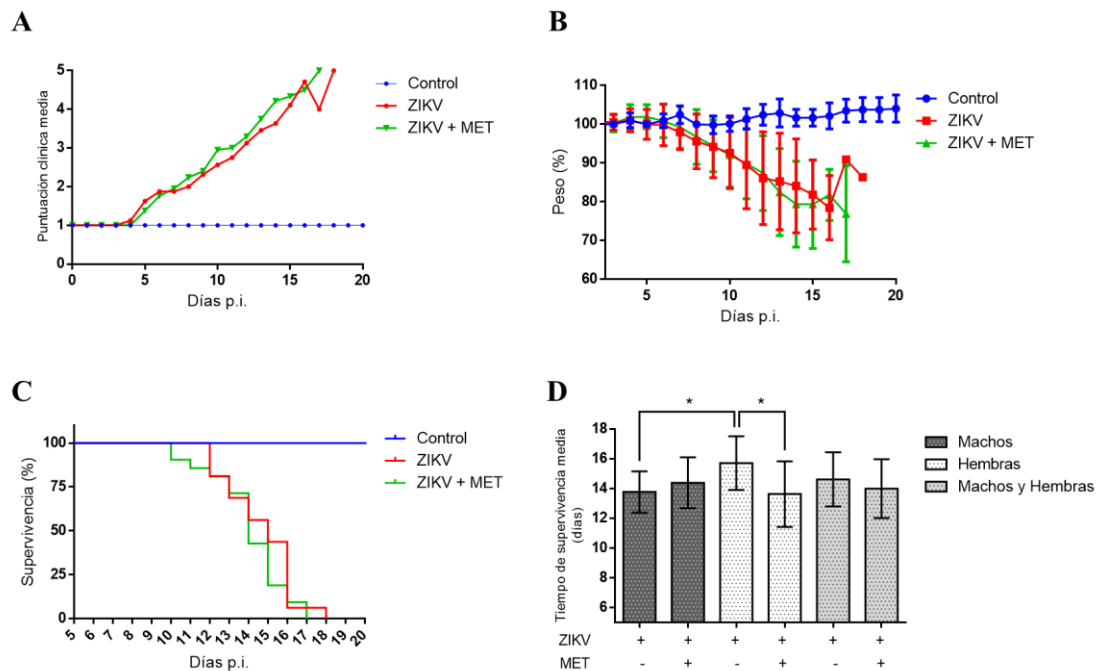 A
Puntuación clínica media
5
4
3
2
1
0
0
5
10
15
20
Días p.i.
Control
ZIKV
ZIKV + MET
B
Peso (%)
110
100
90
80
70
60
5
10
15
20
Días p.i.
Control
ZIKV
ZIKV + MET
C
Supervivencia (%)
100
75
50
25
0
5 6 7 8 9 10 11 12 13 14 15 16 17 18 19 20
Días p.i.
Control
ZIKV
ZIKV + MET
D
Tiempo de supervivencia media
(días)
18
16
14
12
10
8
6
* *
Machos
Hembras
Machos y Hembras
ZIKV + + + + + +
MET - + - + - +